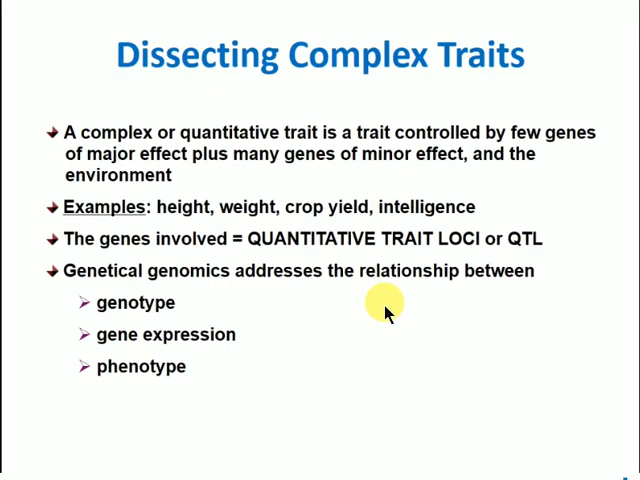 Dissecting Complex Traits
A complex or quantitative trait is a trait controlled by few genes
of major effect plus many genes of minor effect, and the
environment
Examples: height, weight, crop yield, intelligence
The genes involved = QUANTITATIVE TRAIT LOCI or QTL
Genetical genomics addresses the relationship between
genotype
gene expression
phenotype